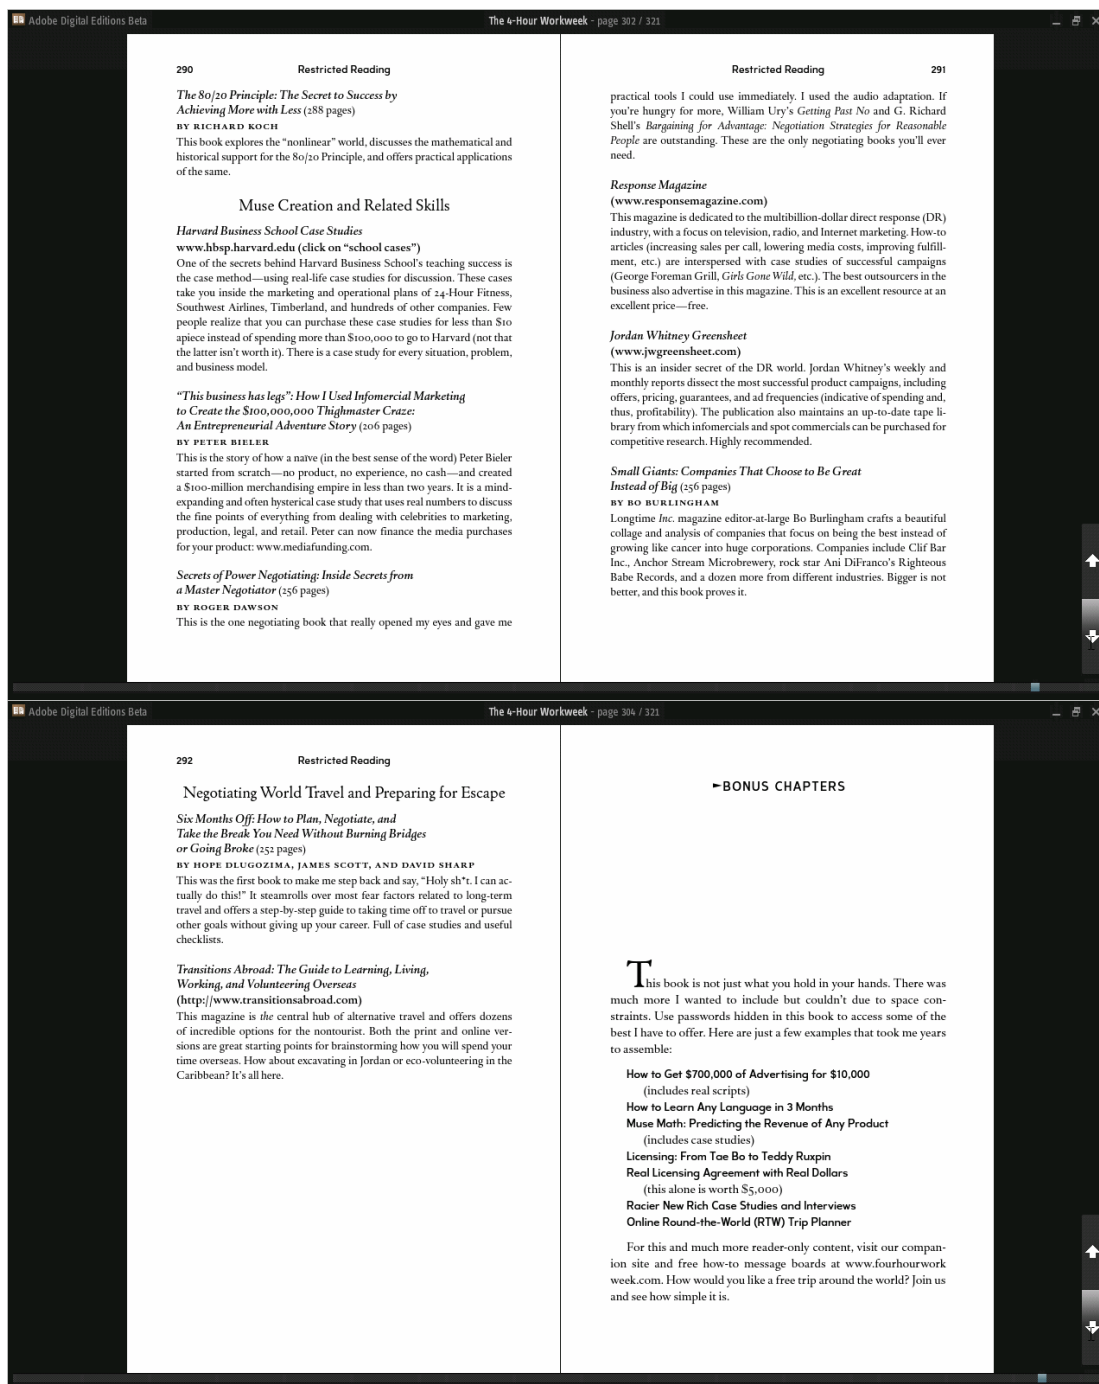 Adobe Digital Editions Beta
The 4-Hour Workweek - page 302 / 321
290
Restricted Reading
The 80/20 Principle: The Secret to Success by
Achieving More with Less (288 pages)
BY RICHARD KOCH
This book explores the “nonlinear” world, discusses the mathematical and
historical support for the 80/20 Principle, and offers practical applications
of the same.
Muse Creation and Related Skills
Harvard Business School Case Studies
www.hbsp.harvard.edu (click on “school cases”)
One of the secrets behind Harvard Business School’s teaching success is
the case method—using real-life case studies for discussion. These cases
take you inside the marketing and operational plans of 24-Hour Fitness,
Southwest Airlines, Timberland, and hundreds of other companies. Few
people realize that you can purchase these case studies for less than $10
apiece instead of spending more than $100,000 to go to Harvard (not that
the latter isn’t worth it). There is a case study for every situation, problem,
and business model.
“This business has legs”: How I Used Infomercial Marketing
to Create the $100,000,000 Thighmaster Craze:
An Entrepreneurial Adventure Story (206 pages)
BY PETER BIELER
This is the story of how a naïve (in the best sense of the word) Peter Bieler
started from scratch—no product, no experience, no cash—and created
a $100-million merchandising empire in less than two years. It is a mind-
expanding and often hysterical case study that uses real numbers to discuss
the fine points of everything from dealing with celebrities to marketing,
production, legal, and retail. Peter can now finance the media purchases
for your product: www.mediafunding.com.
Secrets of Power Negotiating: Inside Secrets from
a Master Negotiator (256 pages)
BY ROGER DAWSON
This is the one negotiating book that really opened my eyes and gave me
Restricted Reading
291
practical tools I could use immediately. I used the audio adaptation. If
you’re hungry for more, William Ury’s Getting Past No and G. Richard
Shell’s Bargaining for Advantage: Negotiation Strategies for Reasonable
People are outstanding. These are the only negotiating books you’ll ever
need.
Response Magazine
(www.responsemagazine.com)
This magazine is dedicated to the multibillion-dollar direct response (DR)
industry, with a focus on television, radio, and Internet marketing. How-to
articles (increasing sales per call, lowering media costs, improving fulfill-
ment, etc.) are interspersed with case studies of successful campaigns
(George Foreman Grill, Girls Gone Wild, etc.). The best outsourcers in the
business also advertise in this magazine. This is an excellent resource at an
excellent price—free.
Jordan Whitney Greensheet
(www.jwgreensheet.com)
This is an insider secret of the DR world. Jordan Whitney’s weekly and
monthly reports dissect the most successful product campaigns, including
offers, pricing, guarantees, and ad frequencies (indicative of spending and,
thus, profitability). The publication also maintains an up-to-date tape li-
brary from which infomercials and spot commercials can be purchased for
competitive research. Highly recommended.
Small Giants: Companies That Choose to Be Great
Instead of Big (256 pages)
BY BO BURLINGHAM
Longtime Inc. magazine editor-at-large Bo Burlingham crafts a beautiful
collage and analysis of companies that focus on being the best instead of
growing like cancer into huge corporations. Companies include Clif Bar
Inc., Anchor Stream Microbrewery, rock star Ani DiFranco’s Righteous
Babe Records, and a dozen more from different industries. Bigger is not
better, and this book proves it.
Adobe Digital Editions Beta
The 4-Hour Workweek - page 304 / 321
292
Restricted Reading
Negotiating World Travel and Preparing for Escape
Six Months Off: How to Plan, Negotiate, and
Take the Break You Need Without Burning Bridges
or Going Broke (252 pages)
BY HOPE DLUGOZIMA, JAMES SCOTT, AND DAVID SHARP
This was the first book to make me step back and say, “Holy sh*t. I can ac-
tually do this!” It steamrolls over most fear factors related to long-term
travel and offers a step-by-step guide to taking time off to travel or pursue
other goals without giving up your career. Full of case studies and useful
checklists.
Transitions Abroad: The Guide to Learning, Living,
Working, and Volunteering Overseas
(http://www.transitionsabroad.com)
This magazine is the central hub of alternative travel and offers dozens
of incredible options for the nontourist. Both the print and online ver-
sions are great starting points for brainstorming how you will spend your
time overseas. How about excavating in Jordan or eco-volunteering in the
Caribbean? It’s all here.
►BONUS CHAPTERS
This book is not just what you hold in your hands. There was
much more I wanted to include but couldn’t due to space con-
straints. Use passwords hidden in this book to access some of the
best I have to offer. Here are just a few examples that took me years
to assemble:
How to Get $700,000 of Advertising for $10,000
(includes real scripts)
How to Learn Any Language in 3 Months
Muse Math: Predicting the Revenue of Any Product
(includes case studies)
Licensing: From Tae Bo to Teddy Ruxpin
Real Licensing Agreement with Real Dollars
(this alone is worth $5,000)
Racier New Rich Case Studies and Interviews
Online Round-the-World (RTW) Trip Planner
For this and much more reader-only content, visit our compan-
ion site and free how-to message boards at www.fourhourwork
week.com. How would you like a free trip around the world? Join us
and see how simple it is.